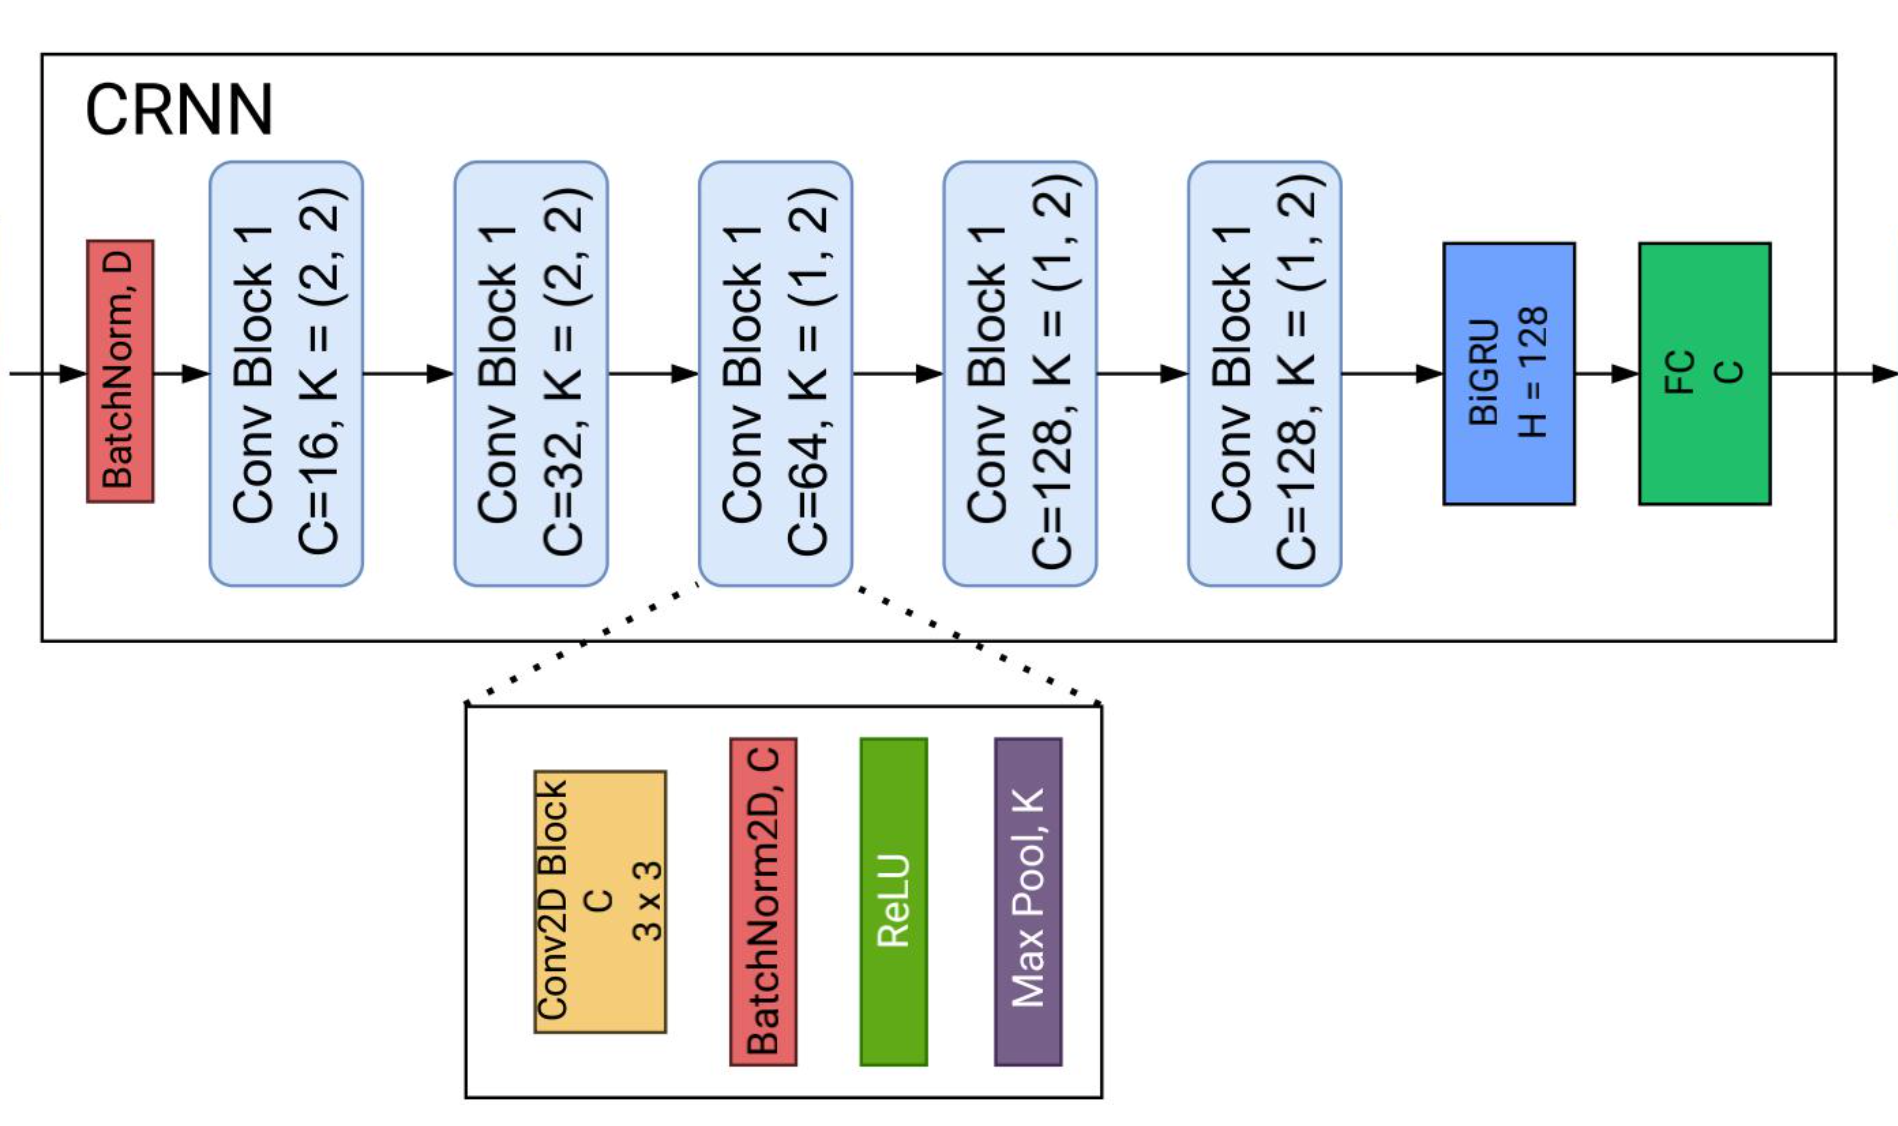 CRNN
BatchNorm, D
Conv Block 1
C=16, K = (2, 2)
Conv Block 1
C=32, K = (2, 2)
Conv Block 1
C=64, K = (1, 2)
Conv Block 1
C=128, K = (1, 2)
Conv Block 1
C=128, K = (1, 2)
BiGRU
H = 128
FC
C
Conv2D Block
C
3 x 3
BatchNorm2D, C
ReLU
Max Pool, K